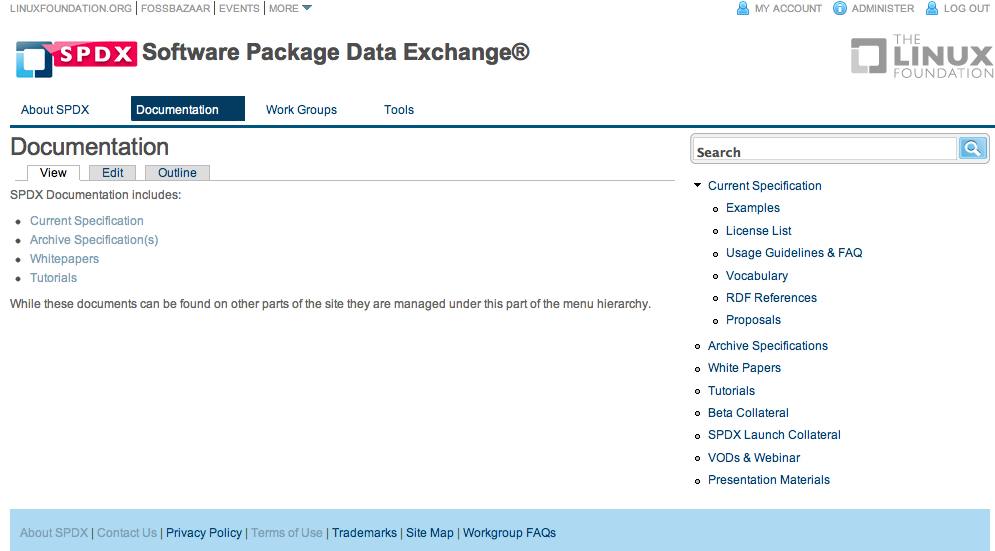 LINUXFOUNDATION.ORG | FOSSBAZAAR | EVENTS | MORE
MY ACCOUNT ADMINISTER LOG OUT
SPDX Software Package Data Exchange®
THE
LINUX
FOUNDATION
About SPDX Documentation Work Groups Tools
Documentation
View Edit Outline
SPDX Documentation includes:
Current Specification
Archive Specification(s)
Whitepapers
Tutorials
While these documents can be found on other parts of the site they are managed under this part of the menu hierarchy.
Search
Current Specification
Examples
License List
Usage Guidelines & FAQ
Vocabulary
RDF References
Proposals
Archive Specifications
White Papers
Tutorials
Beta Collateral
SPDX Launch Collateral
VODs & Webinar
Presentation Materials
About SPDX | Contact Us | Privacy Policy | Terms of Use | Trademarks | Site Map | Workgroup FAQs